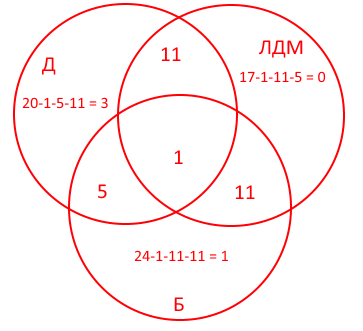 11
ЛДМ
Д
17-1-11-5 = 0
20-1-5-11 = 3
1
5
11
24-1-11-11 = 1
Б